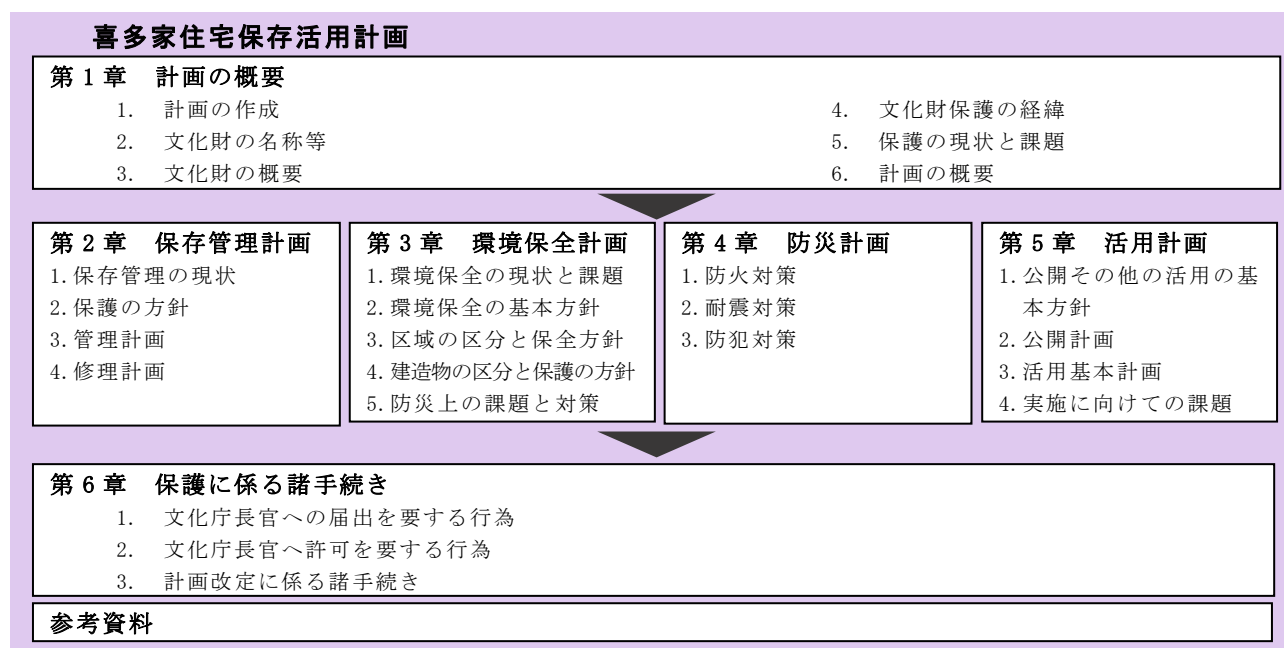 喜多家住宅保存活用計画
第1章　計画の概要
1.　計画の作成
2.　文化財の名称等
3.　文化財の概要
4.　文化財保護の経緯
5.　保護の現状と課題
6.　計画の概要
第2章　保存管理計画
1.保存管理の現状
2.保護の方針
3.管理計画
4.修理計画
第3章　環境保全計画
1.環境保全の現状と課題
2.環境保全の基本方針
3.区域の区分と保全方針
4.建造物の区分と保護の方針
5.防災上の課題と対策
第4章　防災計画
1.防火対策
2.耐震対策
3.防犯対策
第5章　活用計画
1.公開その他の活用の基
本方針
2.公開計画
3.活用基本計画
4.実施に向けての課題
第6章　保護に係る諸手続き
1.　文化庁長官への届出を要する行為
2.　文化庁長官へ許可を要する行為
3.　計画改定に係る諸手続き
参考資料